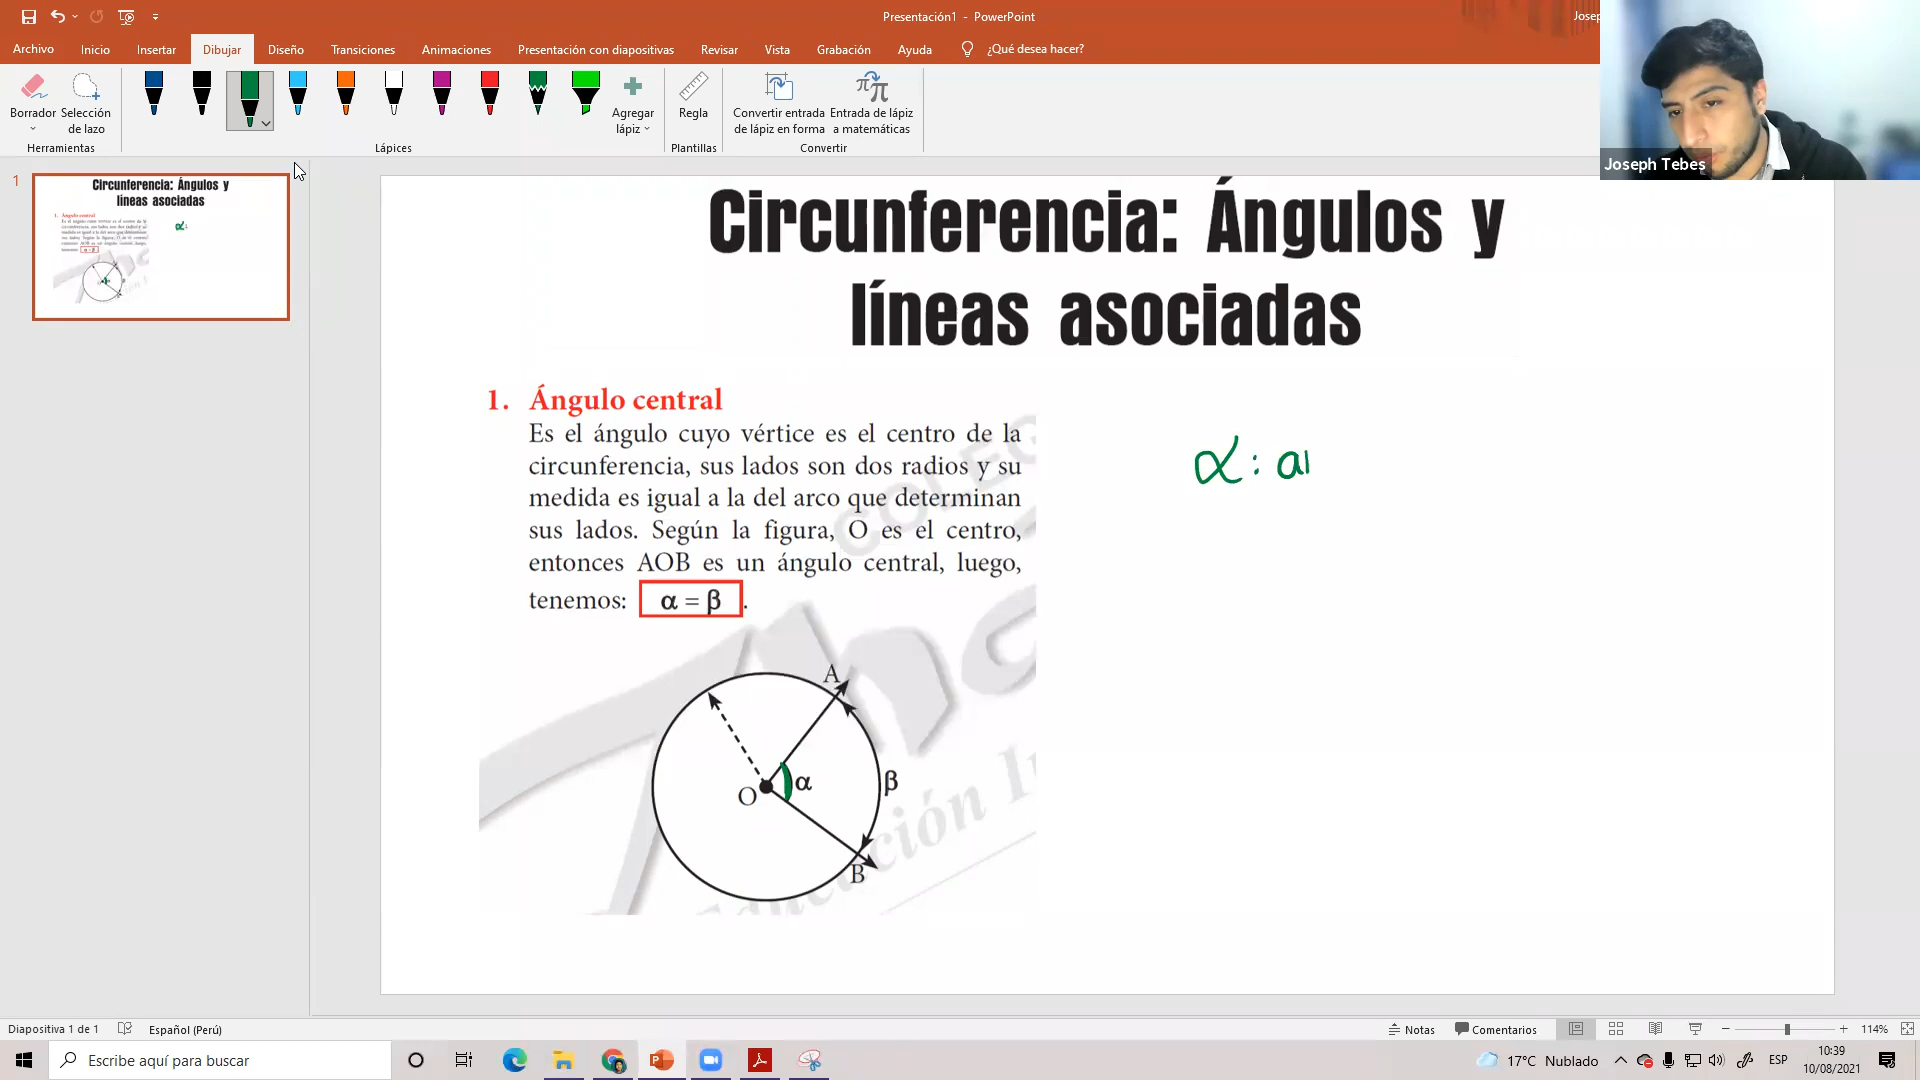 Presentación1 - PowerPoint
Archivo Inicio Insertar Dibujar Diseño Transiciones Animaciones Presentación con diapositivas Revisar Vista Grabación Ayuda ¿Qué desea hacer?
Borrador
Selección
de lazo
Agregar
lápiz
Regla
Convertir entrada
de lápiz en forma
Entrada de lápiz
a matemáticas
Herramientas Lápices Plantillas Convertir
Joseph Tebes
1
Circunferencia: Ángulos y
líneas asociadas
Circunferencia: Ángulos y
líneas asociadas
1. Ángulo central
Es el ángulo cuyo vértice es el centro de la
circunferencia, sus lados son dos radios y su
medida es igual a la del arco que determinan
sus lados. Según la figura, O es el centro,
entonces AOB es un ángulo central, luego,
tenemos: α = β.
α: a
A
O α β
B
Diapositiva 1 de 1 Español (Perú) Notas Comentarios 114%
Escribe aquí para buscar
17°C Nublado ESP
10:39
10/08/2021